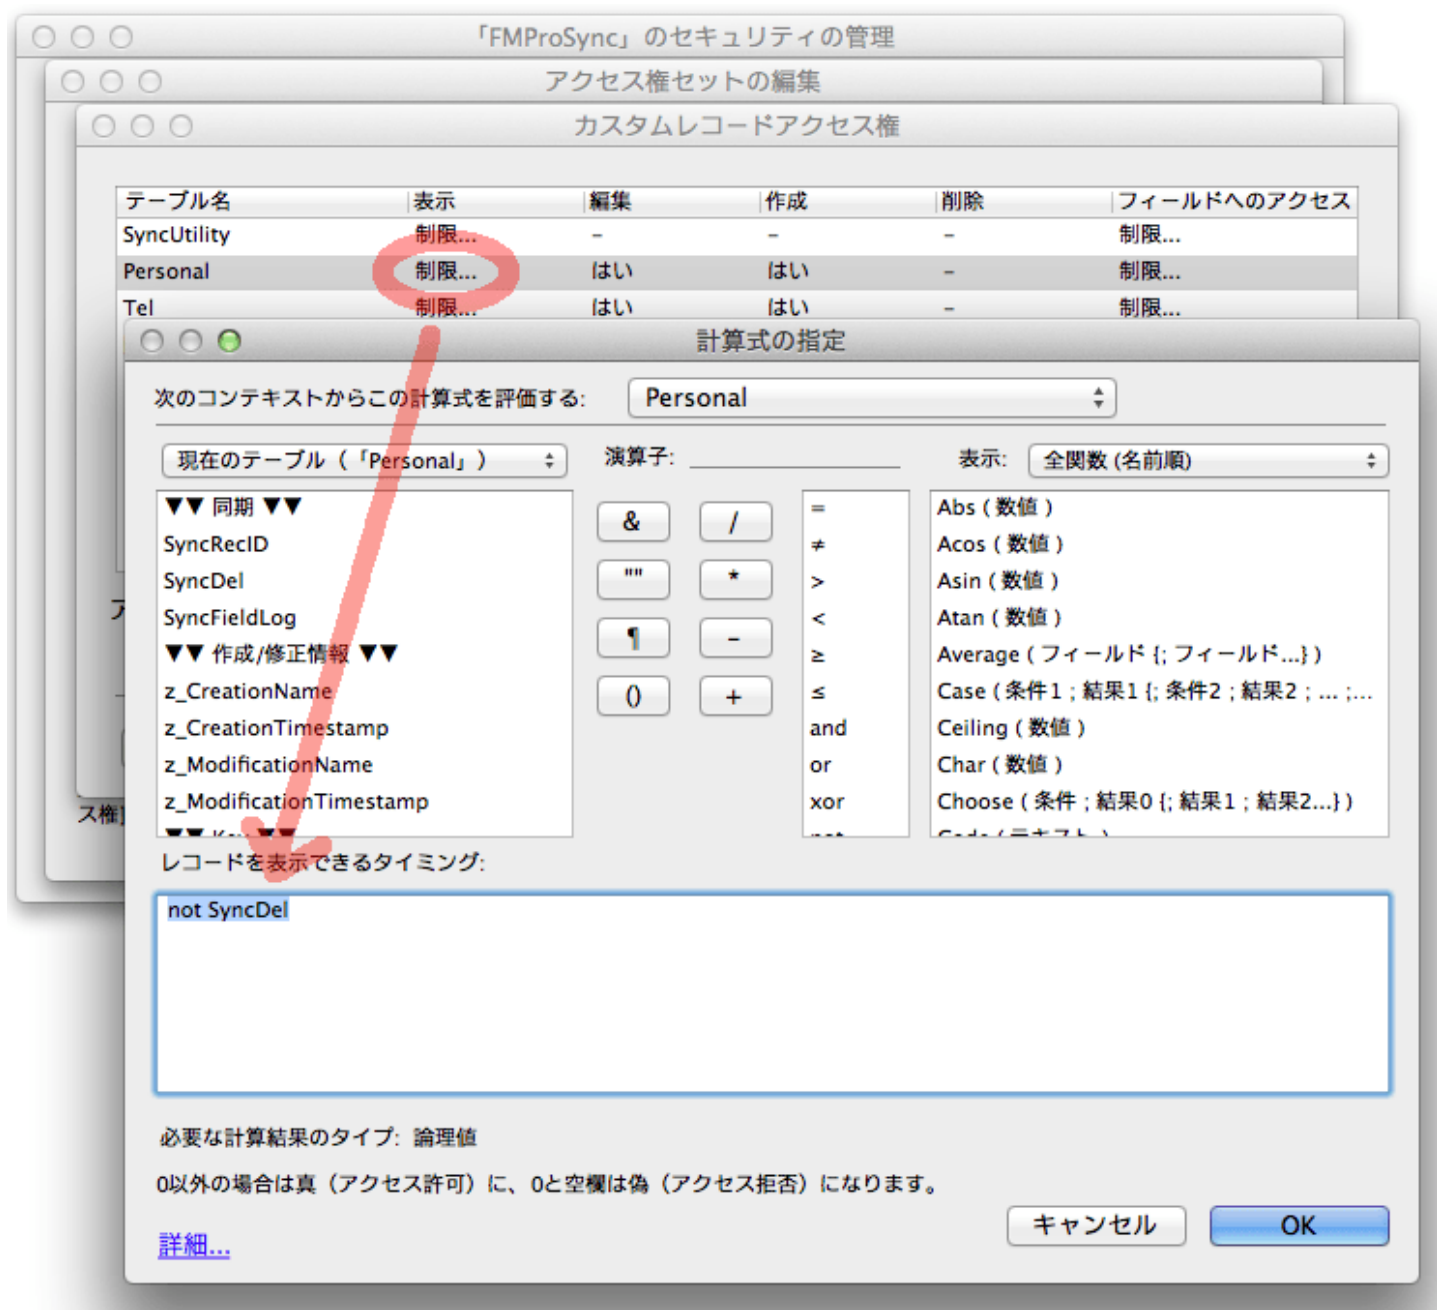 「FMProSync」のセキュリティの管理
アクセス権セットの編集
カスタムレコードアクセス権
テーブル名 表示 編集 作成 削除 フィールドへのアクセス
SyncUtility 制限... – – – 制限...
Personal 制限... はい はい – 制限...
Tel 制限... はい はい – 制限...
計算式の指定
次のコンテキストからこの計算式を評価する: Personal
現在のテーブル（「Personal」） 演算子: 表示: 全関数 (名前順)
▼▼ 同期 ▼▼
SyncRecID
SyncDel
SyncFieldLog
▼▼ 作成/修正情報 ▼▼
z_CreationName
z_CreationTimestamp
z_ModificationName
z_ModificationTimestamp
▼▼ Key ▼▼
& /
"" *
¶ –
() +
=
≠
>
<
≥
≤
and
or
xor
not
Abs ( 数値 )
Acos ( 数値 )
Asin ( 数値 )
Atan ( 数値 )
Average ( フィールド {; フィールド...} )
Case ( 条件1 ; 結果1 {; 条件2 ; 結果2 ; ... ;...
Ceiling ( 数値 )
Char ( 数値 )
Choose ( 条件 ; 結果0 {; 結果1 ; 結果2...} )
Code ( テキスト )
ア
ス権]
レコードを表示できるタイミング:
not SyncDel
必要な計算結果のタイプ: 論理値
0以外の場合は真（アクセス許可）に、0と空欄は偽（アクセス拒否）になります。
詳細... キャンセル OK